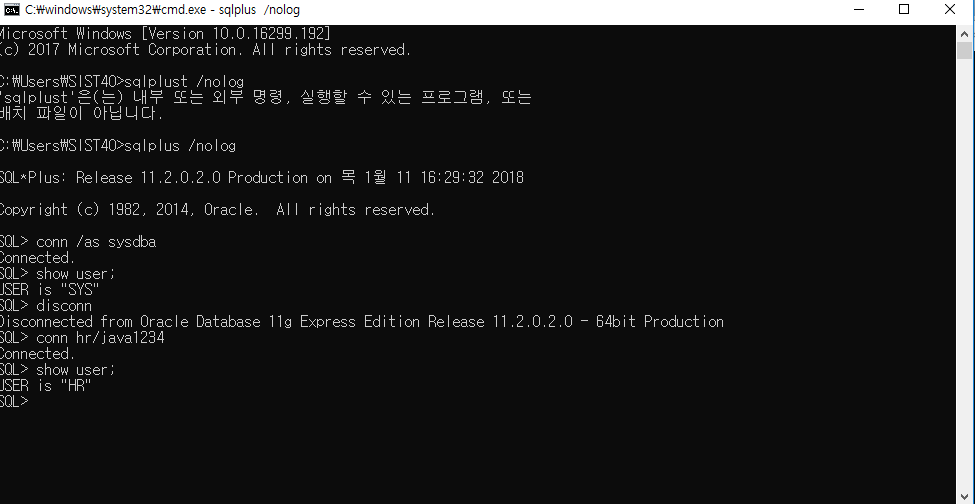 C:₩windows₩system32₩cmd.exe - sqlplus  /nolog
Microsoft Windows [Version 10.0.16299.192]
(c) 2017 Microsoft Corporation. All rights reserved.
C:₩Users₩SIST40>sqlplust /nolog
'sqlplust'은(는) 내부 또는 외부 명령, 실행할 수 있는 프로그램, 또는
배치 파일이 아닙니다.
C:₩Users₩SIST40>sqlplus /nolog
SQL*Plus: Release 11.2.0.2.0 Production on 목 1월 11 16:29:32 2018
Copyright (c) 1982, 2014, Oracle.  All rights reserved.
SQL> conn /as sysdba
Connected.
SQL> show user;
USER is "SYS"
SQL> disconn
Disconnected from Oracle Database 11g Express Edition Release 11.2.0.2.0 - 64bit Production
SQL> conn hr/java1234
Connected.
SQL> show user;
USER is "HR"
SQL>